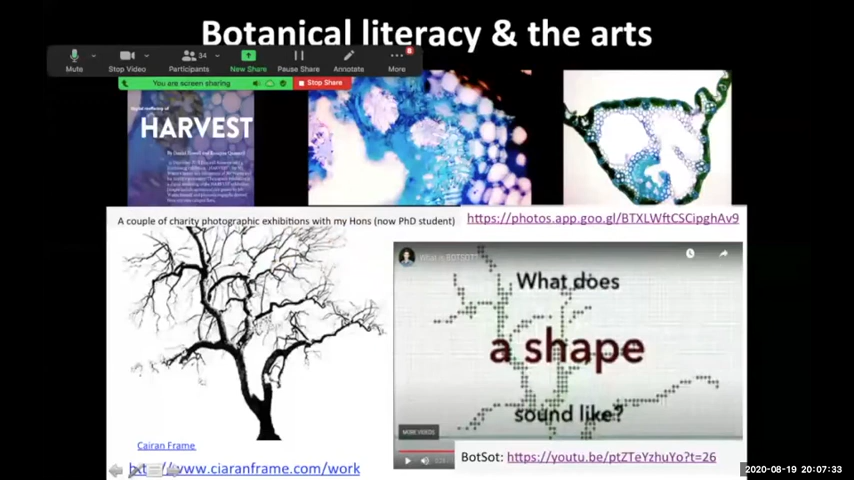 Botanical literacy & the arts
34
Mute
Stop Video
Participants
New Share
Pause Share
Annotate
More
You are screen sharing
Stop Share
HARVEST
A couple of charity photographic exhibitions with my Hons (now PhD student)
https://photos.app.goo.gl/BTXLWftCSCipghAv9
What does
a shape
sound like?
MORE VIDEOS
Cairan Frame
www.ciaranframe.com/work
BotSot: https://youtu.be/ptZTeYzhuYo?t=26
2020-08-19 20:07:33